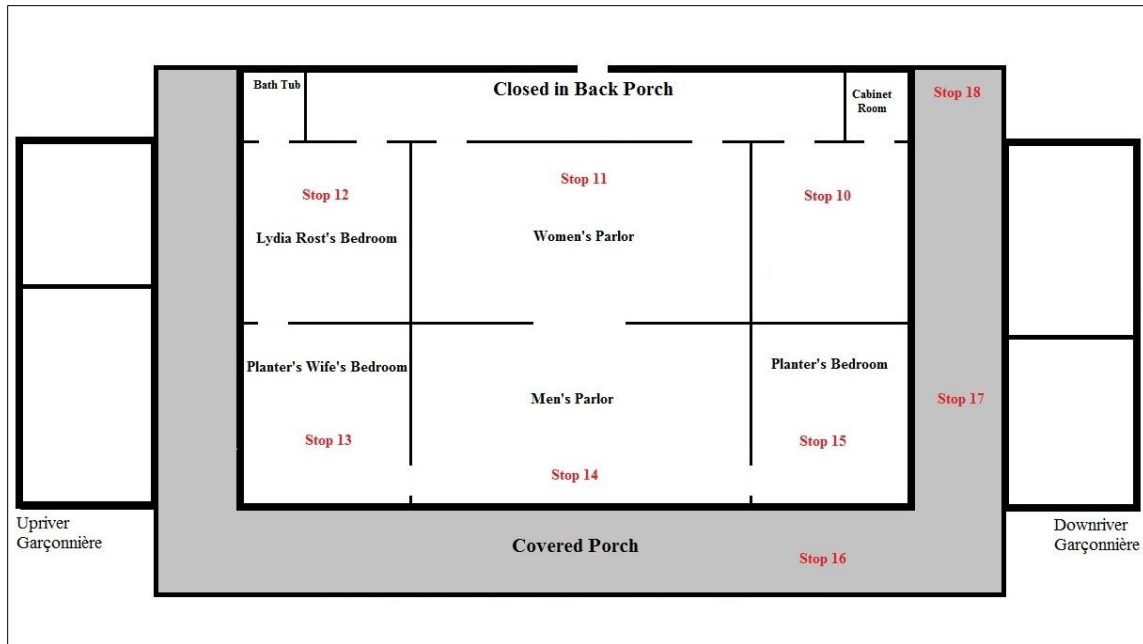 Bath Tub
Closed in Back Porch
Cabinet
Room
Stop 18
Stop 12
Stop 11
Stop 10
Lydia Rost's Bedroom
Women's Parlor
Planter's Wife's Bedroom
Planter's Bedroom
Men's Parlor
Stop 17
Stop 13
Stop 15
Stop 14
Upriver
Garçonnière
Downriver
Garçonnière
Covered Porch
Stop 16